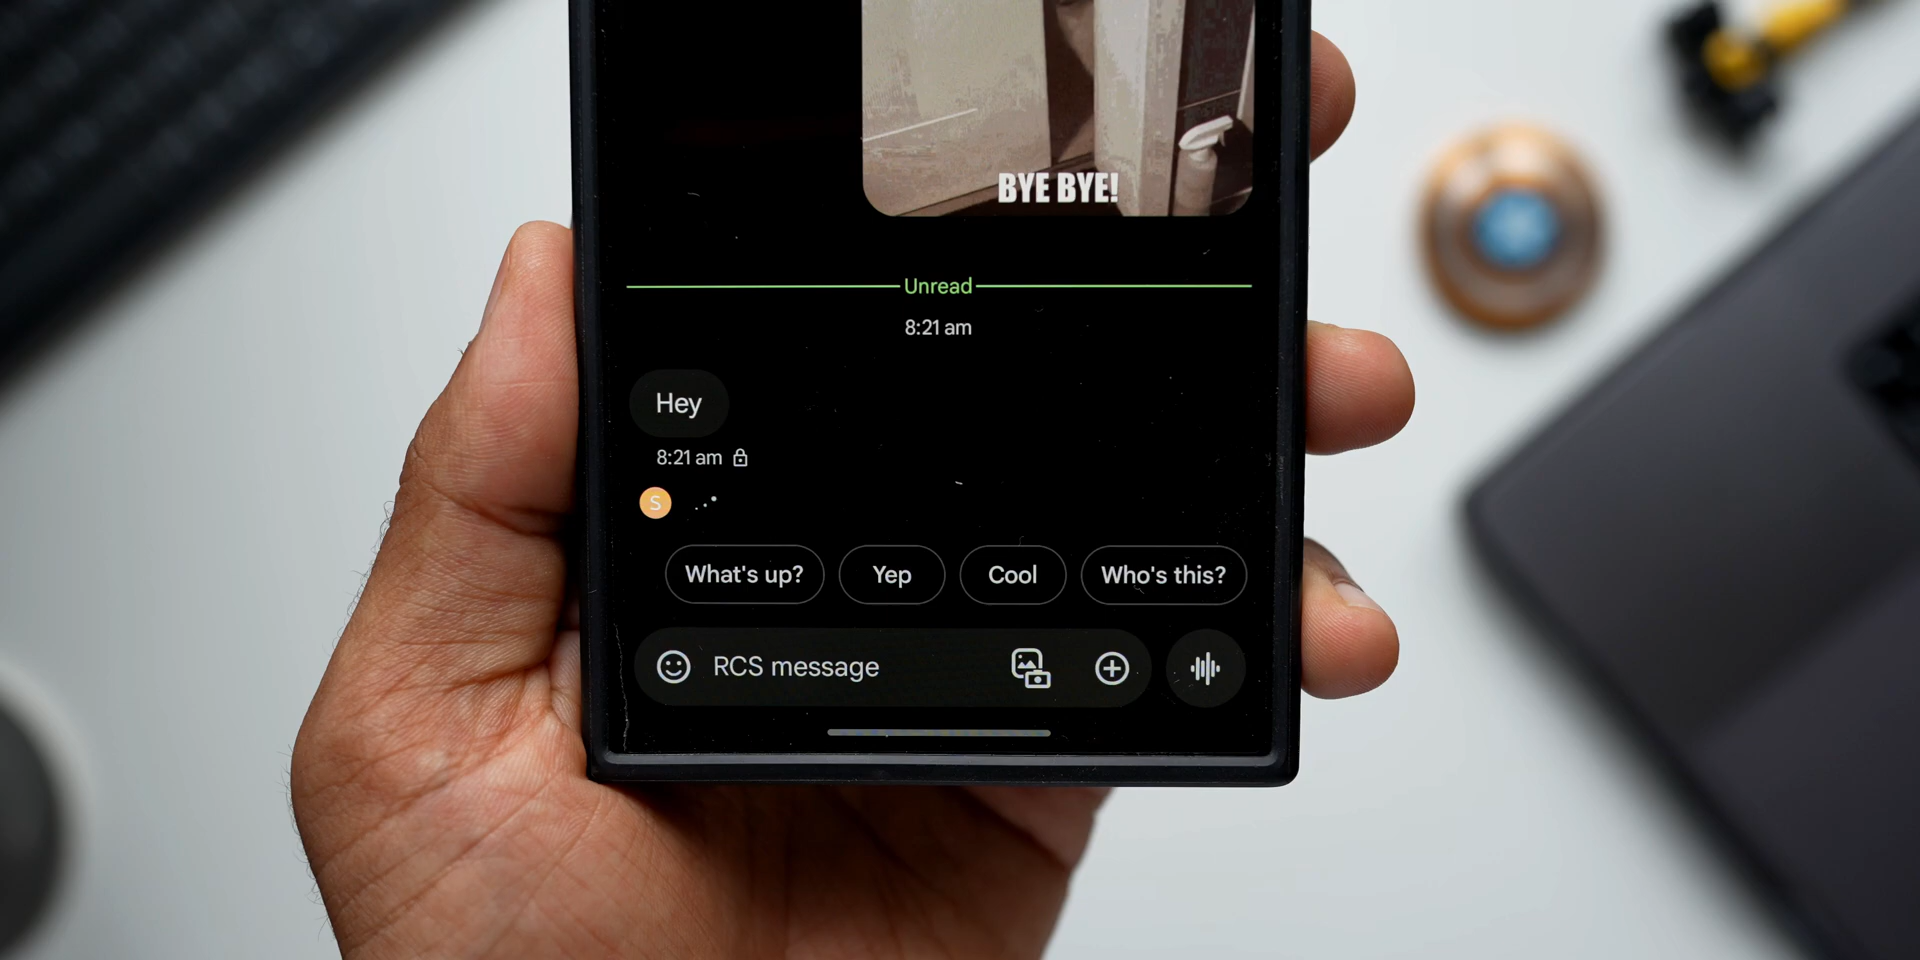 BYE BYE!
Unread
8:21 am
Hey
8:21 am
S
What's up? Yep Cool Who's this?
RCS message